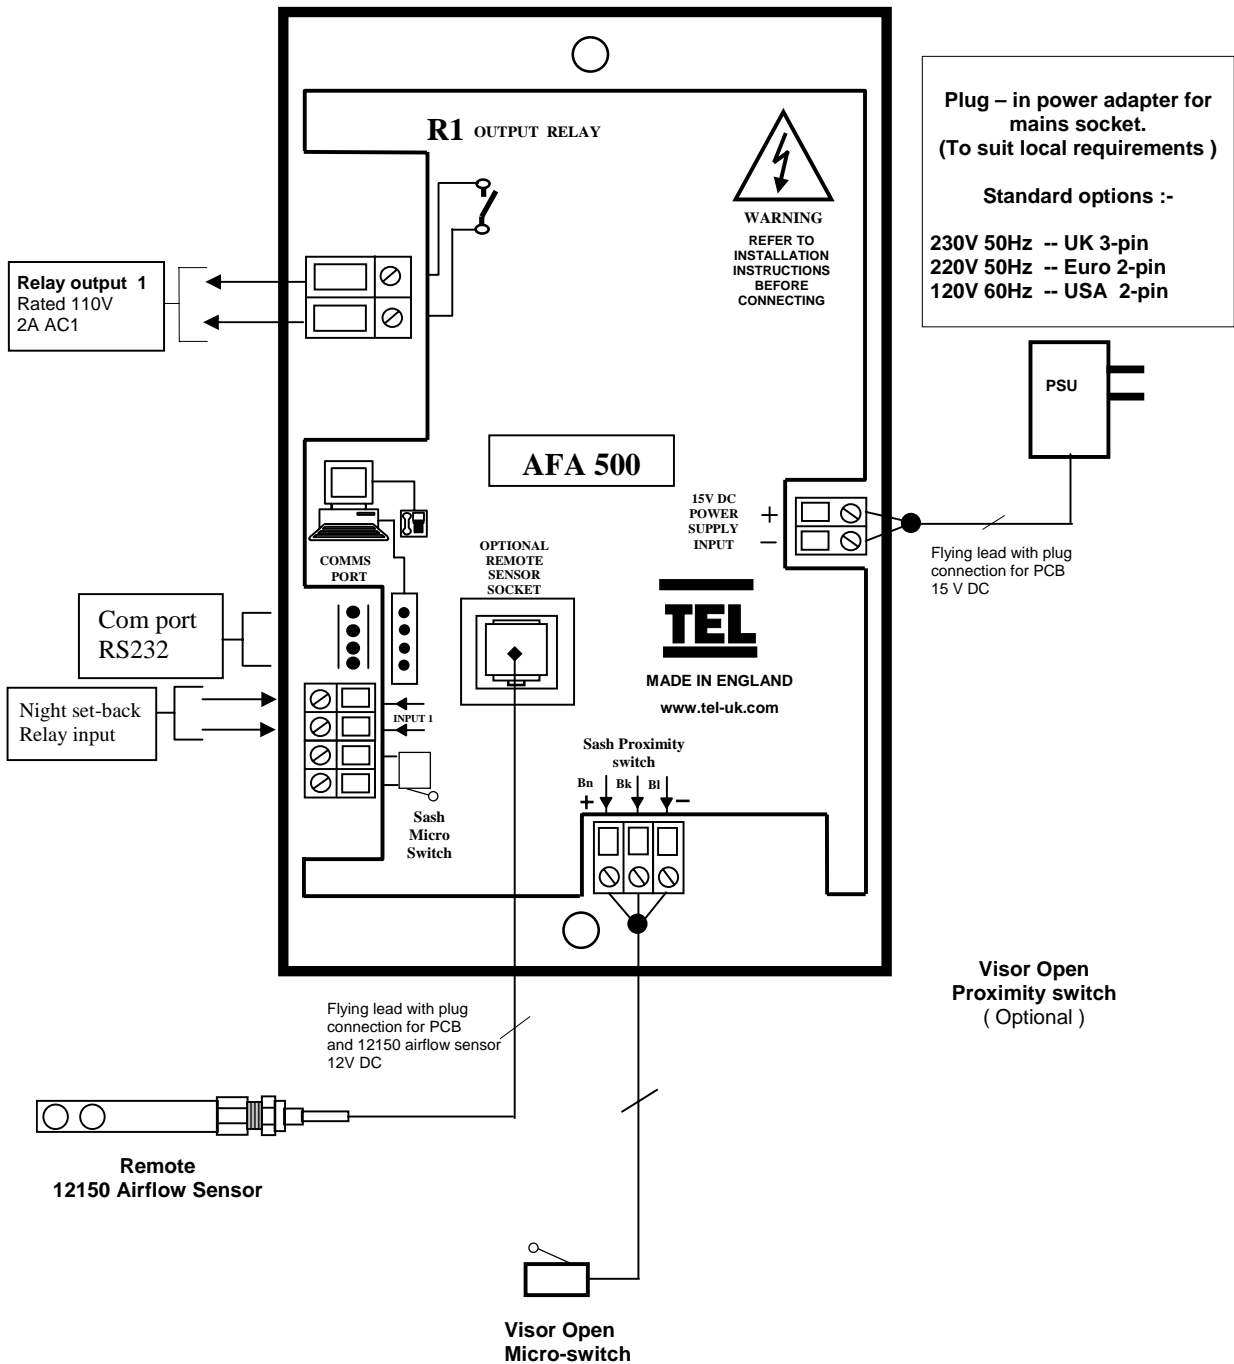 R1 OUTPUT RELAY
WARNING
REFER TO
INSTALLATION
INSTRUCTIONS
BEFORE
CONNECTING
Plug – in power adapter for
mains socket.
(To suit local requirements )
Standard options :-
230V 50Hz -- UK 3-pin
220V 50Hz -- Euro 2-pin
120V 60Hz -- USA 2-pin
Relay output 1
Rated 110V
2A AC1
PSU
AFA 500
15V DC
POWER
SUPPLY
INPUT
+
–
Flying lead with plug
connection for PCB
15 V DC
COMMS
PORT
OPTIONAL
REMOTE
SENSOR
SOCKET
TEL
MADE IN ENGLAND
www.tel-uk.com
Com port
RS232
Night set-back
Relay input
INPUT 1
Sash
Micro
Switch
Sash Proximity
switch
Bn Bk Bl
+ –
Visor Open
Proximity switch
( Optional )
Flying lead with plug
connection for PCB
and 12150 airflow sensor
12V DC
Remote
12150 Airflow Sensor
Visor Open
Micro-switch